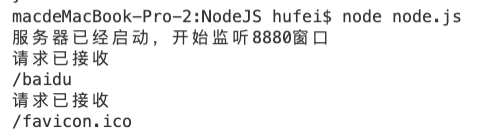 macdeMacBook-Pro-2:NodeJS hufei$ node node.js
服务器已经启动，开始监听8880窗口
请求已接收
/baidu
请求已接收
/favicon.ico